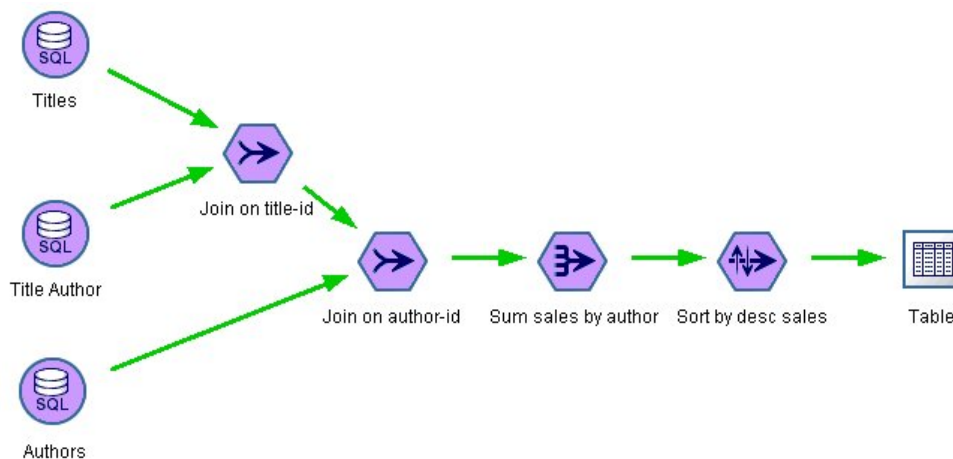 SQL
Titles
Join on title-id
SQL
Title Author
Join on author-id
Sum sales by author
Sort by desc sales
Table
SQL
Authors